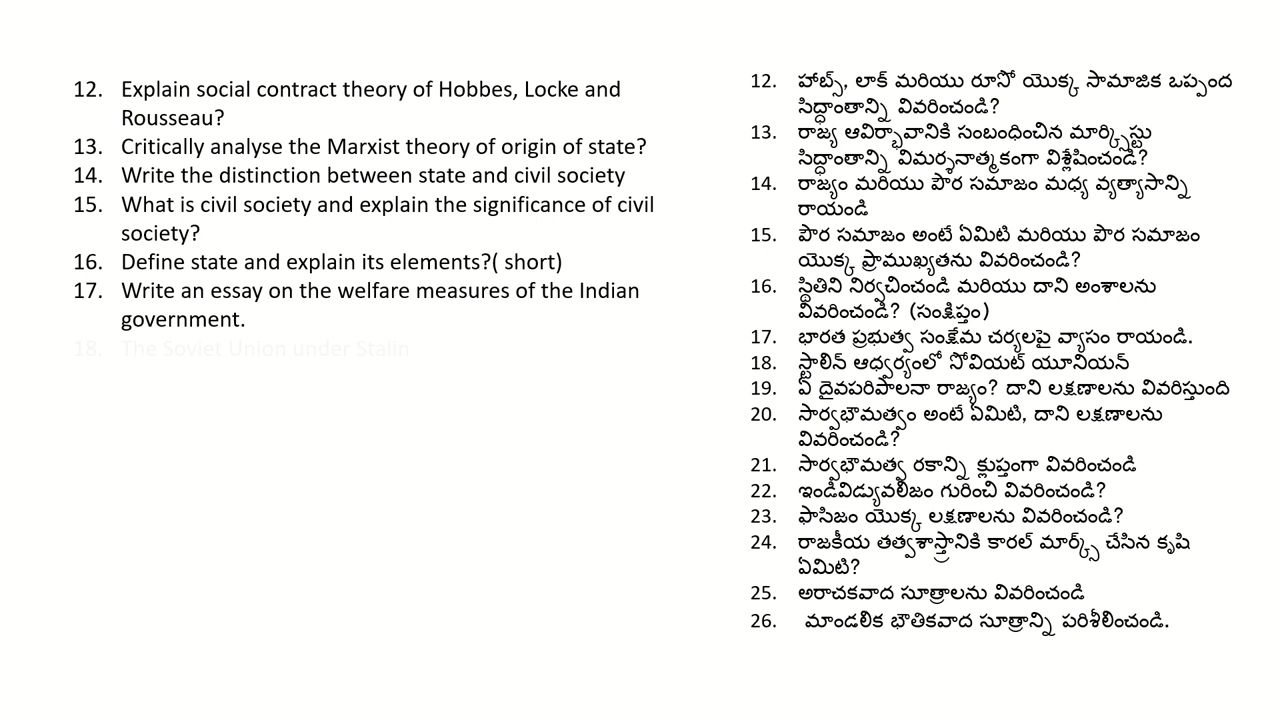 12. Explain social contract theory of Hobbes, Locke and
Rousseau?
13. Critically analyse the Marxist theory of origin of state?
14. Write the distinction between state and civil society
15. What is civil society and explain the significance of civil
society?
16. Define state and explain its elements?( short)
17. Write an essay on the welfare measures of the Indian
government.
18. The Soviet Union under Stalin
12. హాబ్స్, లాక్ మరియు రూసో యొక్క సామాజిక ఒప్పంద
సిద్ధాంతాన్ని వివరించండి?
13. రాజ్య ఆవిర్భావానికి సంబంధించిన మార్క్సిస్టు
సిద్ధాంతాన్ని విమర్శనాత్మకంగా విశ్లేషించండి?
14. రాజ్యం మరియు పౌర సమాజం మధ్య వ్యత్యాసాన్ని
రాయండి
15. పౌర సమాజం అంటే ఏమిటి మరియు పౌర సమాజం
యొక్క ప్రాముఖ్యతను వివరించండి?
16. స్థితిని నిర్వచించండి మరియు దాని అంశాలను
వివరించండి? (సంక్షిప్తం)
17. భారత ప్రభుత్వ సంక్షేమ చర్యలపై వ్యాసం రాయండి.
18. స్టాలిన్ ఆధ్వర్యంలో సోవియట్ యూనియన్
19. ఏ దైవపరిపాలనా రాజ్యం? దాని లక్షణాలను వివరిస్తుంది
20. సార్వభౌమత్వం అంటే ఏమిటి, దాని లక్షణాలను
వివరించండి?
21. సార్వభౌమత్వ రకాన్ని క్లుప్తంగా వివరించండి
22. ఇండివిడ్యువలిజం గురించి వివరించండి?
23. ఫాసిజం యొక్క లక్షణాలను వివరించండి?
24. రాజకీయ తత్వశాస్త్రానికి కారల్ మార్క్స్ చేసిన కృషి
ఏమిటి?
25. అరాచకవాద సూత్రాలను వివరించండి
26. మాండలిక భౌతికవాద సూత్రాన్ని పరిశీలించండి.